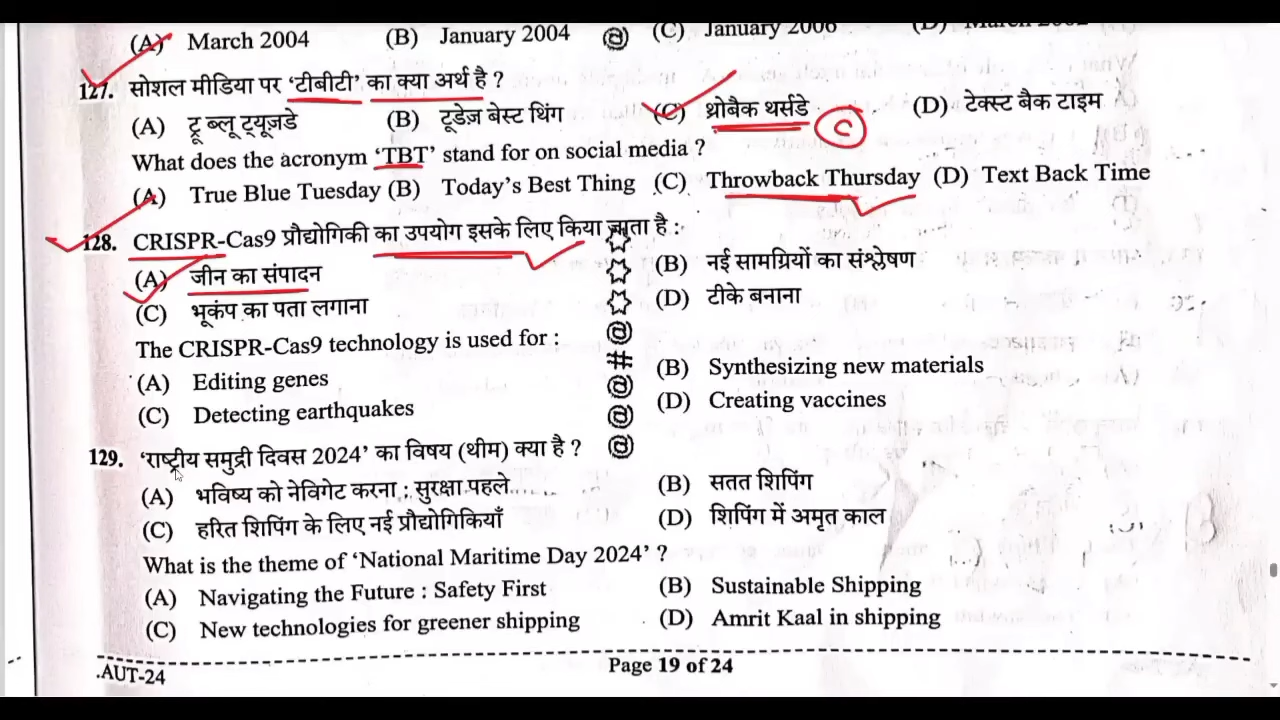 (A) March 2004 (B) January 2004 @ (C) January 2006 (D) March 2002
127. सोशल मीडिया पर ‘टीबीटी’ का क्या अर्थ है ?
(A) ट्रू ब्लू ट्यूज़डे (B) टूडेज़ बेस्ट थिंग (C) थ्रोबैक थर्सडे (D) टेक्स्ट बैक टाइम
C
What does the acronym ‘TBT’ stand for on social media ?
(A) True Blue Tuesday (B) Today’s Best Thing (C) Throwback Thursday (D) Text Back Time
128. CRISPR-Cas9 प्रौद्योगिकी का उपयोग इसके लिए किया जाता है :
(A) जीन का संपादन (B) नई सामग्रियों का संश्लेषण
(C) भूकंप का पता लगाना (D) टीके बनाना
@
The CRISPR-Cas9 technology is used for :
#
(A) Editing genes @ (B) Synthesizing new materials
(C) Detecting earthquakes @ (D) Creating vaccines
129. ‘राष्ट्रीय समुद्री दिवस 2024’ का विषय (थीम) क्या है ? @
(A) भविष्य को नेविगेट करना : सुरक्षा पहले (B) सतत शिपिंग
(C) हरित शिपिंग के लिए नई प्रौद्योगिकियाँ (D) शिपिंग में अमृत काल
What is the theme of ‘National Maritime Day 2024’ ?
(A) Navigating the Future : Safety First (B) Sustainable Shipping
(C) New technologies for greener shipping (D) Amrit Kaal in shipping
.AUT-24 Page 19 of 24